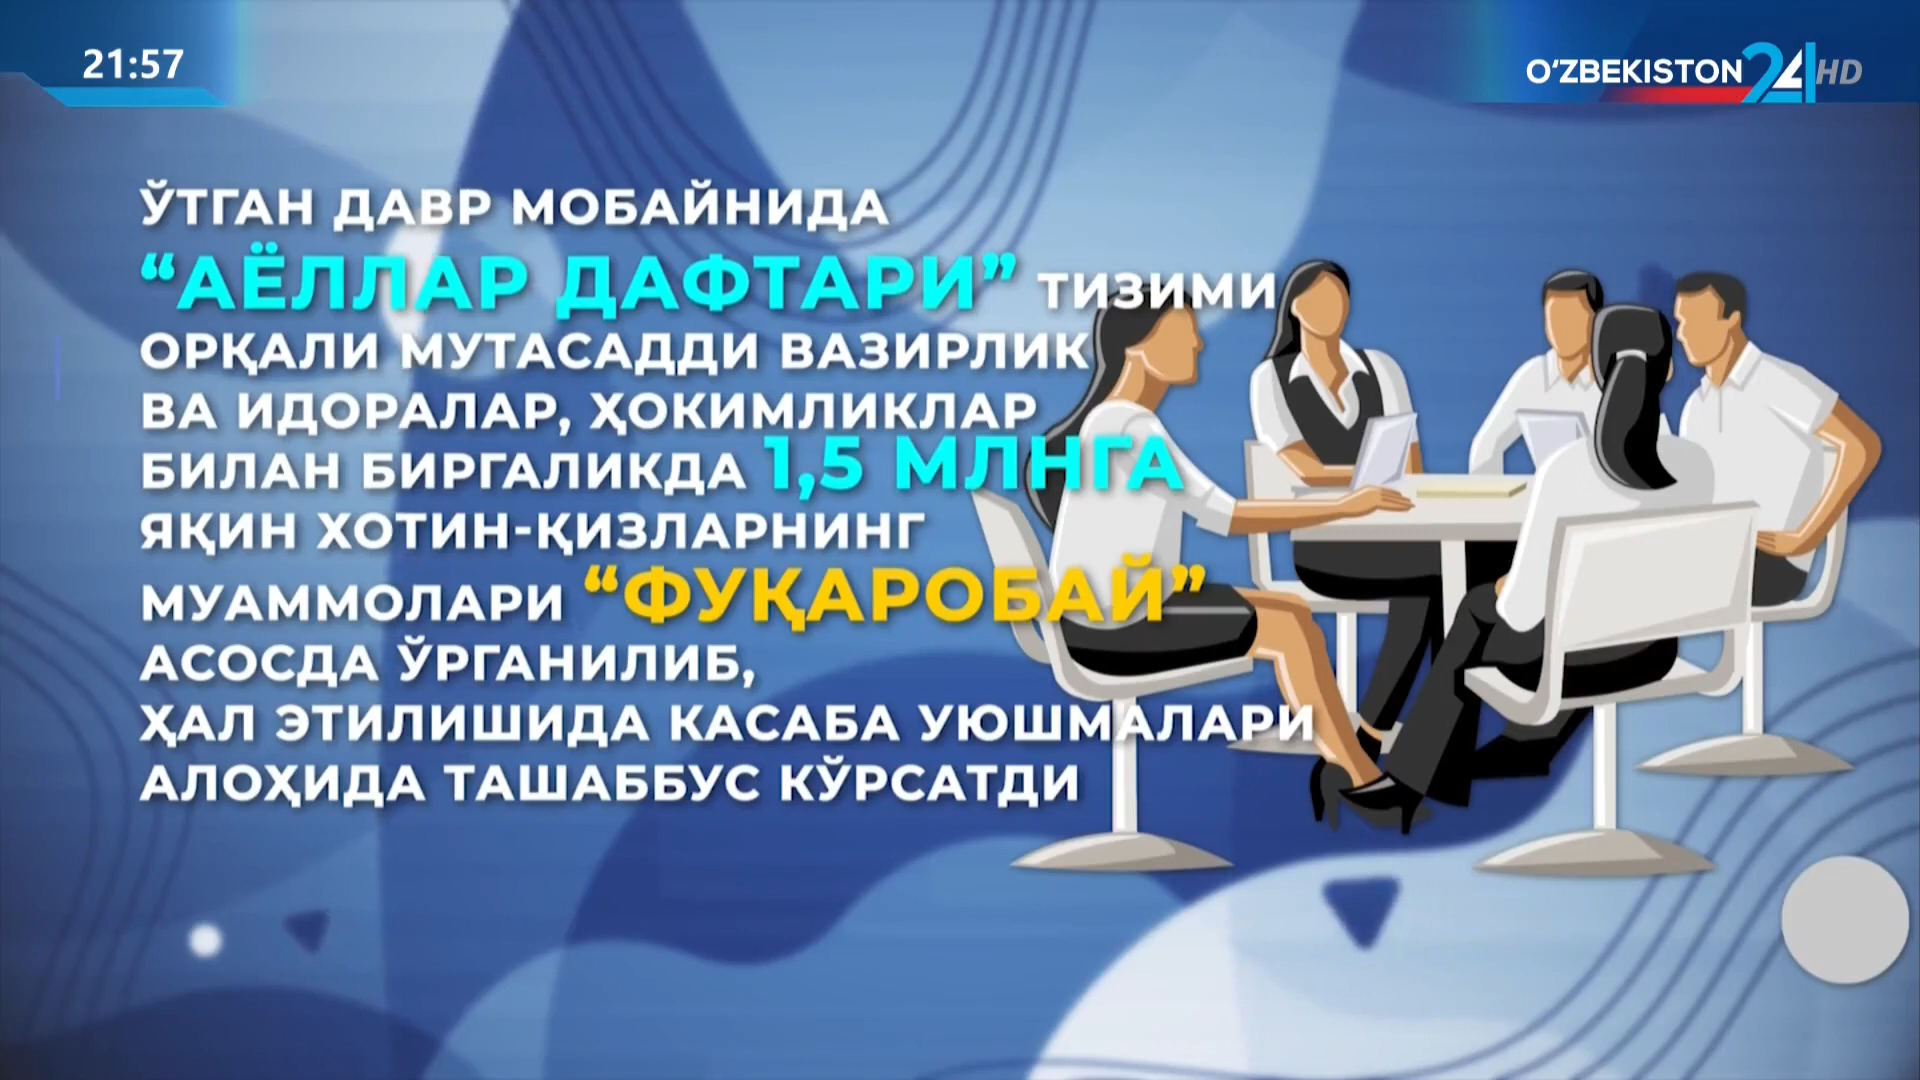 21:57
O‘ZBEKISTON 24 HD
ЎТГАН ДАВР МОБАЙНИДА
“АЁЛЛАР ДАФТАРИ” ТИЗИМИ
ОРҚАЛИ МУТАСАДДИ ВАЗИРЛИК
ВА ИДОРАЛАР, ҲОКИМЛИКЛАР
БИЛАН БИРГАЛИКДА 1,5 МЛНГА
ЯҚИН ХОТИН-ҚИЗЛАРНИНГ
МУАММОЛАРИ “ФУҚАРОБАЙ”
АСОСДА ЎРГАНИЛИБ,
ҲАЛ ЭТИЛИШИДА КАСАБА УЮШМАЛАРИ
АЛОҲИДА ТАШАББУС КЎРСАТДИ